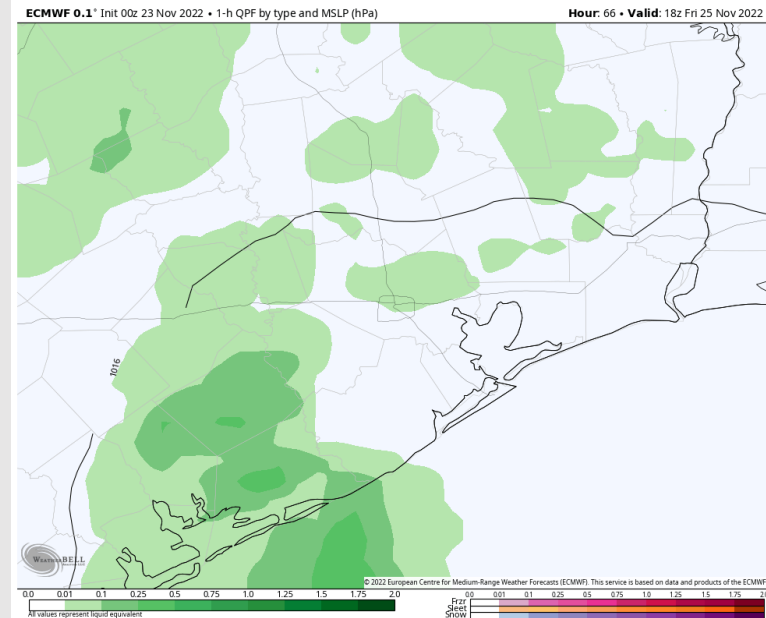 ECMWF 0.1° Init 00z 23 Nov 2022 • 1-h QPF by type and MSLP (hPa) Hour: 66 • Valid: 18z Fri 25 Nov 2022
1016
WeatherBELL
© 2022 European Centre for Medium-Range Weather Forecasts (ECMWF). This service is based on data and products of the ECMWF
0.0 0.01 0.1 0.25 0.5 0.75 1.0 1.25 1.5 1.75 2.0
0.0 0.01 0.1 0.25 0.5 0.75 1.0 1.25 1.5 1.75 2.0
Frzr
Sleet
Snow
All values represent liquid equivalent